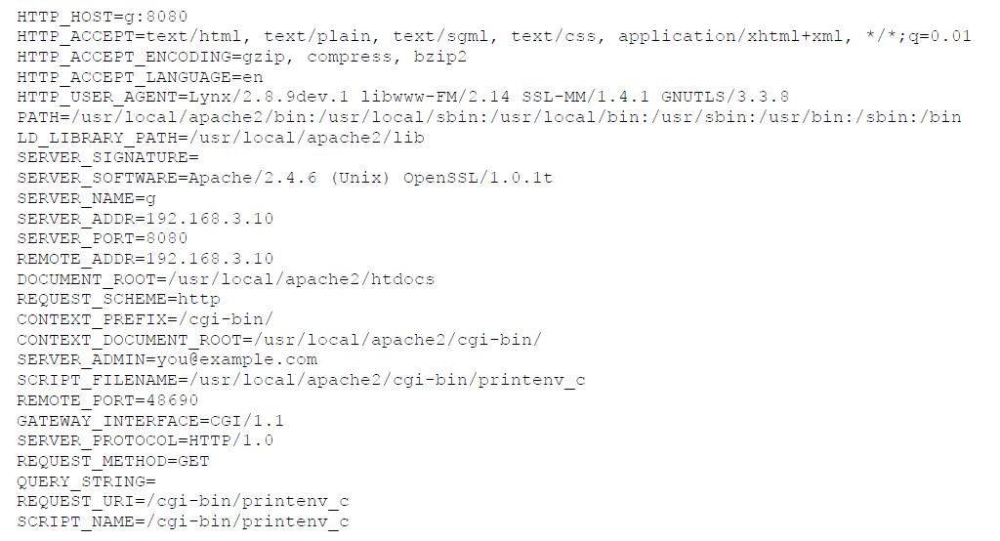 HTTP_HOST=g:8080
HTTP_ACCEPT=text/html, text/plain, text/sgml, text/css, application/xhtml+xml, */*;q=0.01
HTTP_ACCEPT_ENCODING=gzip, compress, bzip2
HTTP_ACCEPT_LANGUAGE=en
HTTP_USER_AGENT=Lynx/2.8.9dev.1 libwww-FM/2.14 SSL-MM/1.4.1 GNUTLS/3.3.8
PATH=/usr/local/apache2/bin:/usr/local/sbin:/usr/local/bin:/usr/sbin:/usr/bin:/sbin:/bin
LD_LIBRARY_PATH=/usr/local/apache2/lib
SERVER_SIGNATURE=
SERVER_SOFTWARE=Apache/2.4.6 (Unix) OpenSSL/1.0.1t
SERVER_NAME=g
SERVER_ADDR=192.168.3.10
SERVER_PORT=8080
REMOTE_ADDR=192.168.3.10
DOCUMENT_ROOT=/usr/local/apache2/htdocs
REQUEST_SCHEME=http
CONTEXT_PREFIX=/cgi-bin/
CONTEXT_DOCUMENT_ROOT=/usr/local/apache2/cgi-bin/
SERVER_ADMIN=you@example.com
SCRIPT_FILENAME=/usr/local/apache2/cgi-bin/printenv_c
REMOTE_PORT=48690
GATEWAY_INTERFACE=CGI/1.1
SERVER_PROTOCOL=HTTP/1.0
REQUEST_METHOD=GET
QUERY_STRING=
REQUEST_URI=/cgi-bin/printenv_c
SCRIPT_NAME=/cgi-bin/printenv_c